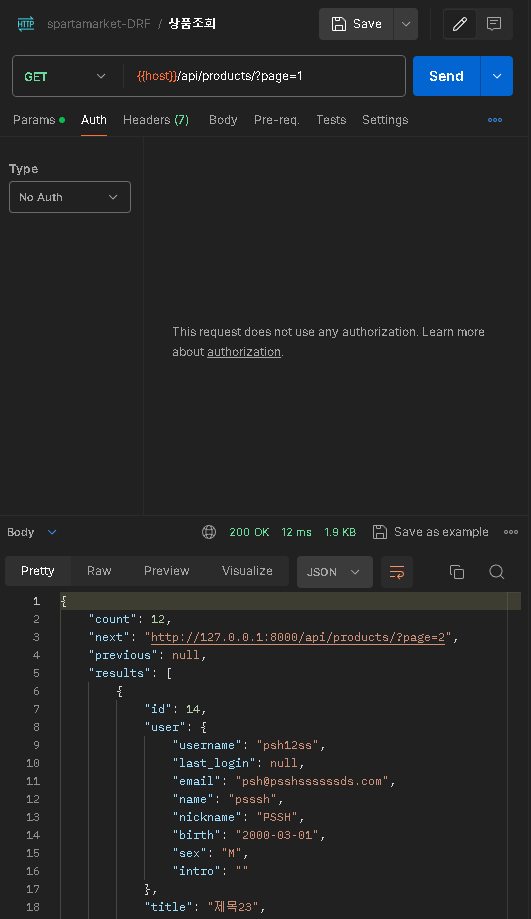 HTTP spartamarket-DRF / 상품조회 Save
GET {{host}}/api/products/?page=1 Send
Params Auth Headers (7) Body Pre-req. Tests Settings
Type
No Auth
This request does not use any authorization. Learn more
about authorization.
Body 200 OK 12 ms 1.9 KB Save as example
Pretty Raw Preview Visualize JSON
1 {
2 "count": 12,
3 "next": "http://127.0.0.1:8000/api/products/?page=2",
4 "previous": null,
5 "results": [
6 {
7 "id": 14,
8 "user": {
9 "username": "psh12ss",
10 "last_login": null,
11 "email": "psh@psshssssssds.com",
12 "name": "psssh",
13 "nickname": "PSSH",
14 "birth": "2000-03-01",
15 "sex": "M",
16 "intro": ""
17 },
18 "title": "제목23",